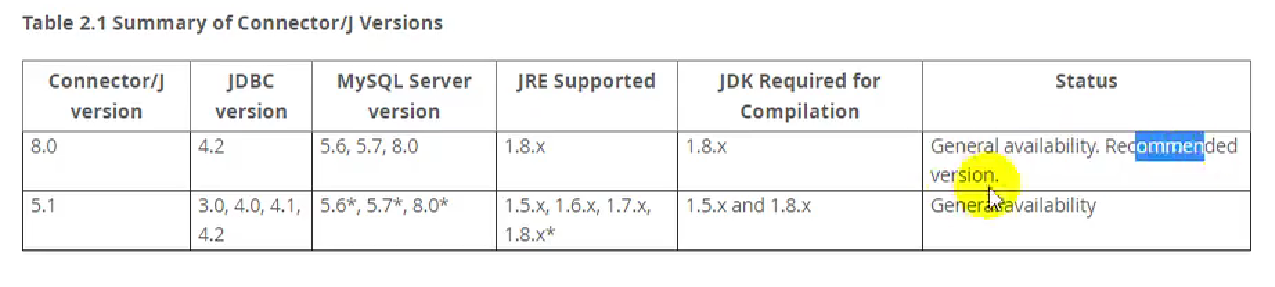 Table 2.1 Summary of Connector/J Versions
Connector/J version
JDBC version
MySQL Server version
JRE Supported
JDK Required for Compilation
Status
8.0
4.2
5.6, 5.7, 8.0
1.8.x
1.8.x
General availability. Recommended
version.
5.1
3.0, 4.0, 4.1,
4.2
5.6*, 5.7*, 8.0*
1.5.x, 1.6.x, 1.7.x,
1.8.x*
1.5.x and 1.8.x
General availability